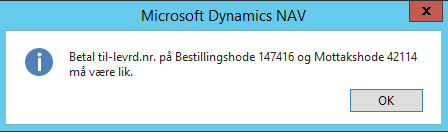 Microsoft Dynamics NAV
x
Betal til-levrd.nr. på Bestillingshode 147416 og Mottakshode 42114
må være lik.
OK